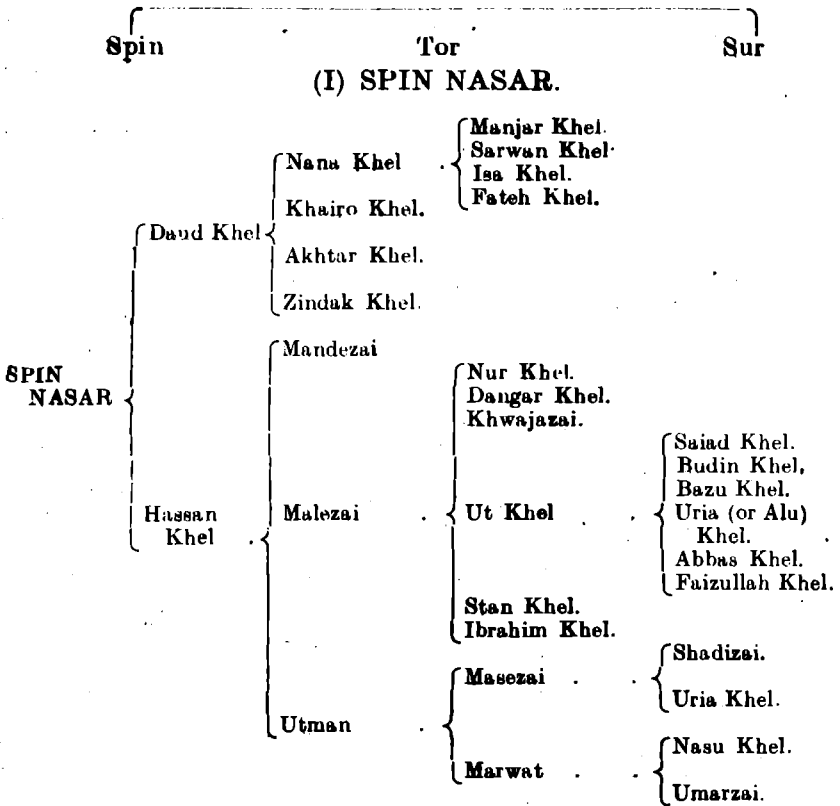 Spin Tor Sur
(I) SPIN NASAR.
Manjar Khel.
Nana Khel . Sarwan Khel.
Isa Khel.
Fateh Khel.
Khairo Khel.
Daud Khel
Akhtar Khel.
Zindak Khel.
Mandezai
SPIN
NASAR
Nur Khel.
Dangar Khel.
Khwajazai.
Saiad Khel.
Budin Khel,
Bazu Khel.
Hassan
Khel . Malezai . Ut Khel . . Uria (or Alu)
Khel.
Abbas Khel.
Faizullah Khel.
Stan Khel.
Ibrahim Khel.
Shadizai.
Masezai . .
Uria Khel.
Utman .
Nasu Khel.
Marwat . .
Umarzai.